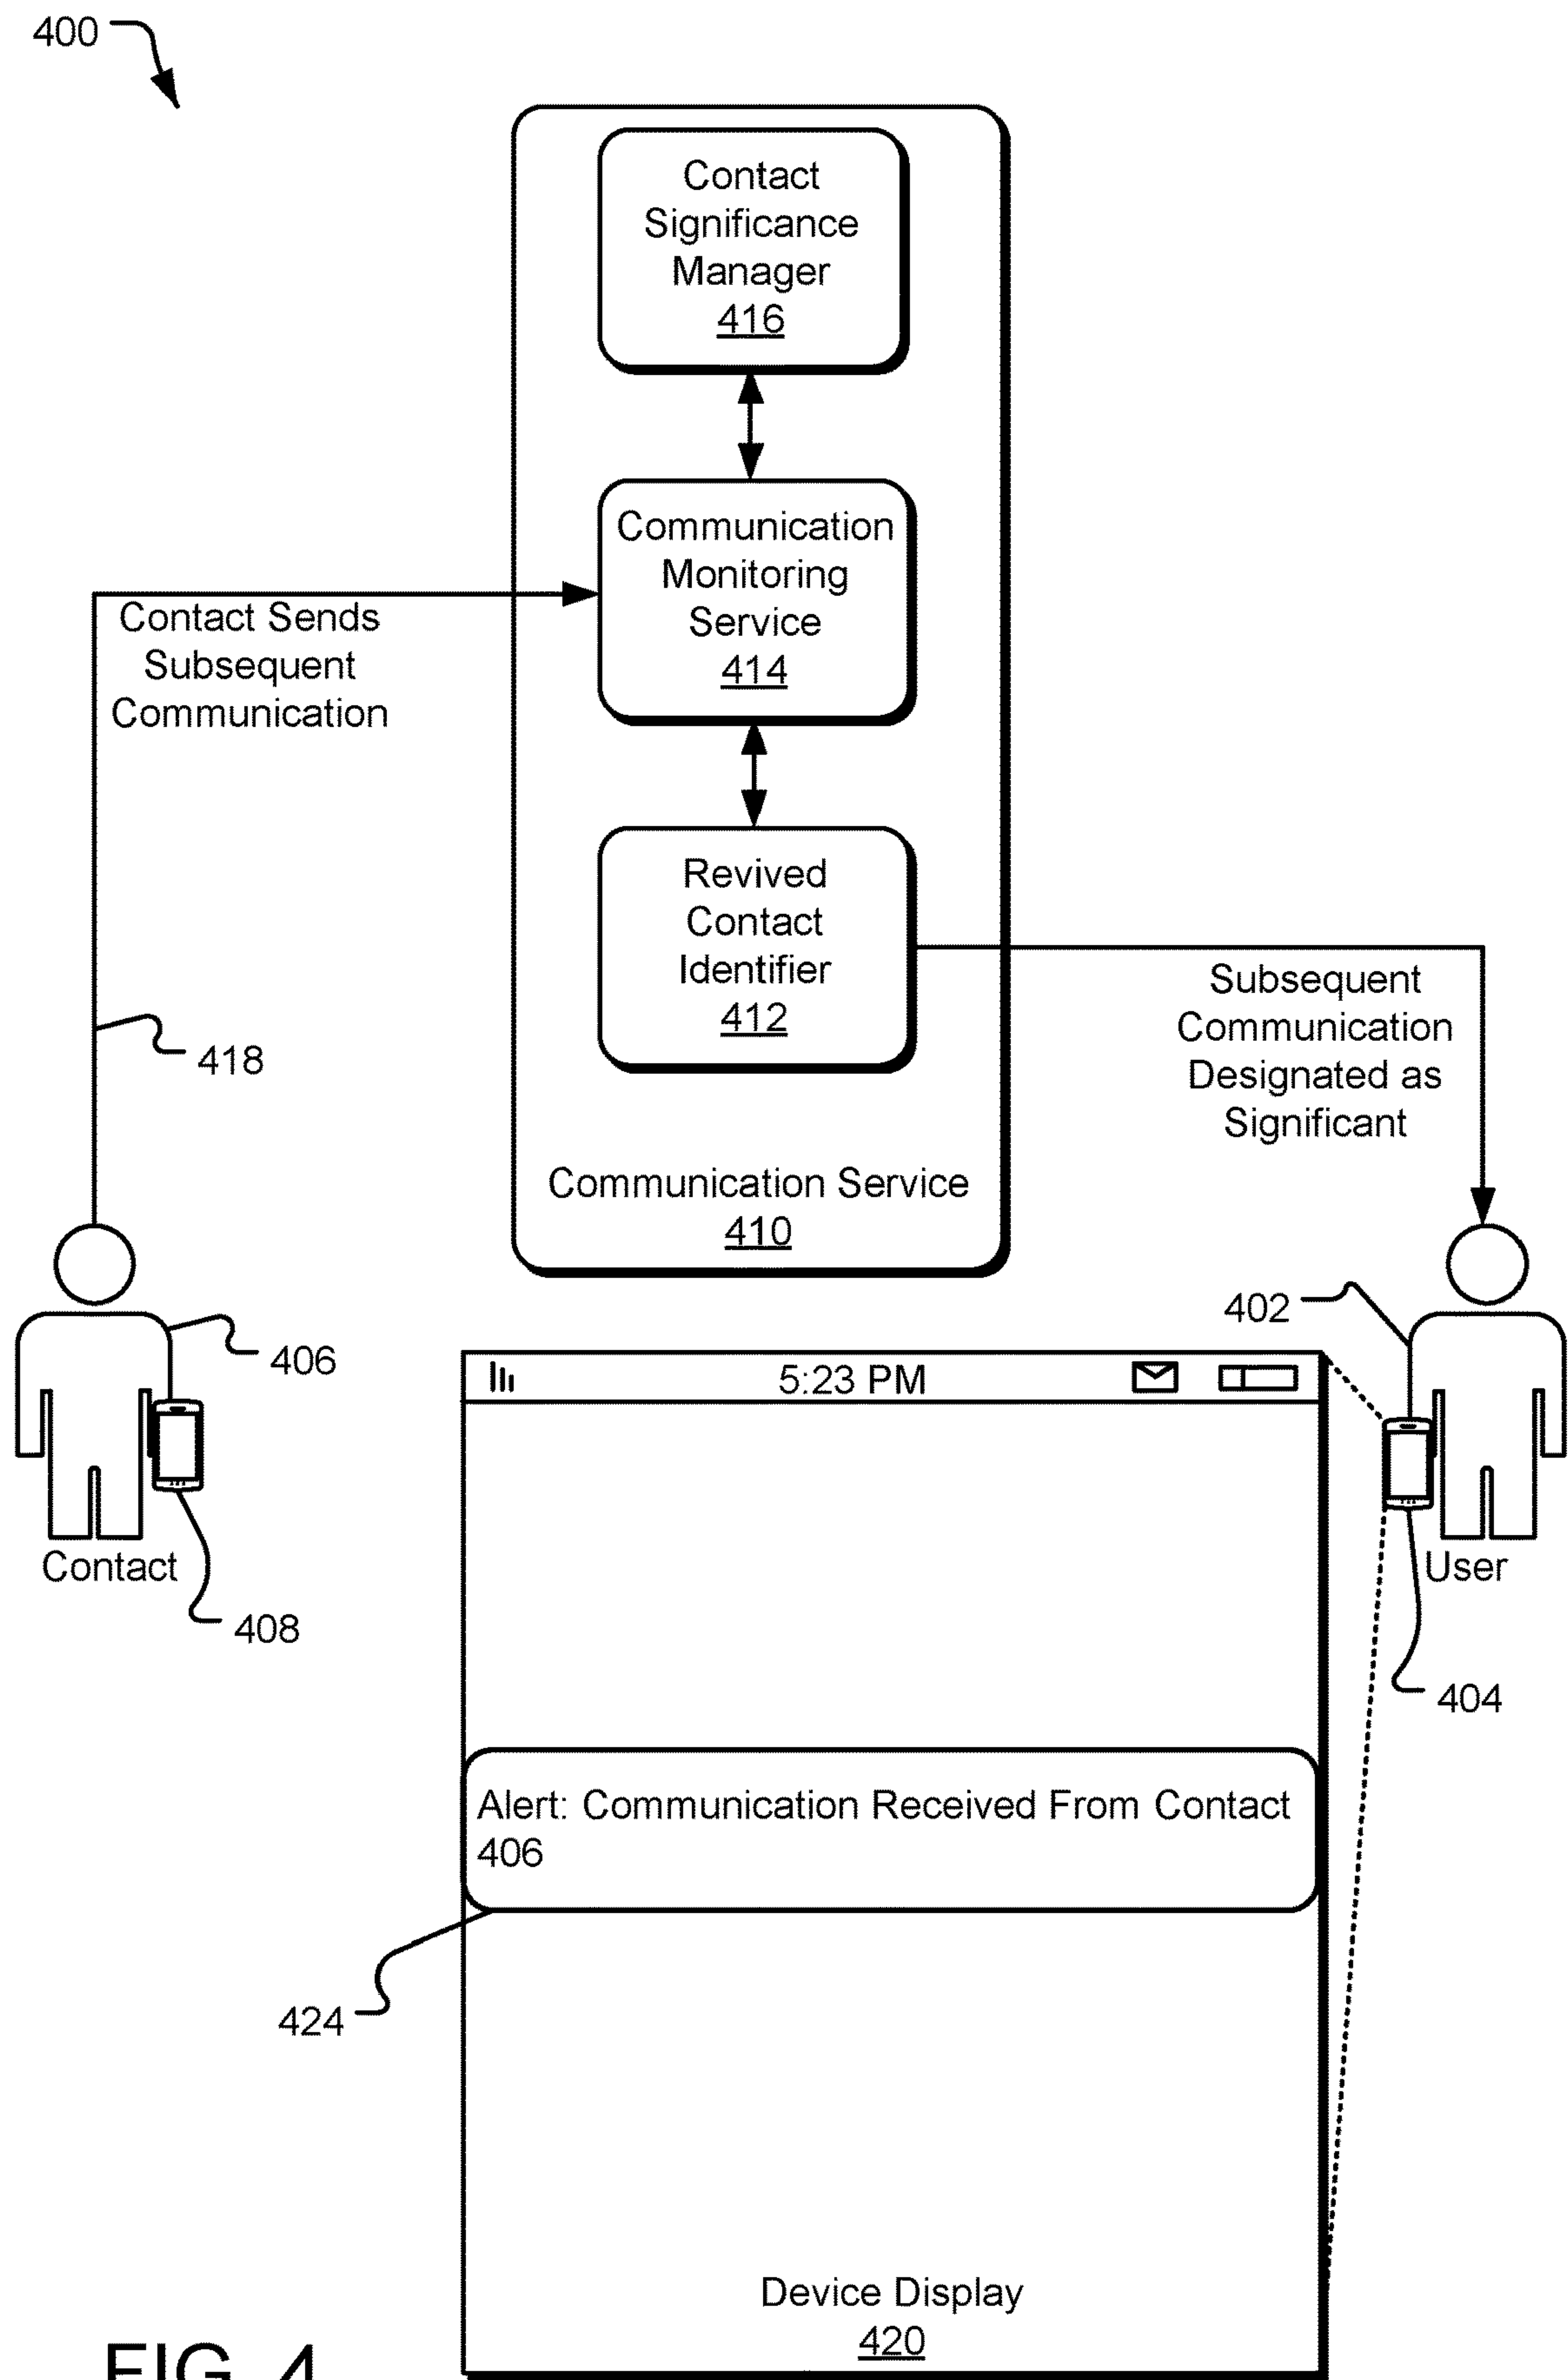 400
Contact
Significance
Manager
416
Communication
Monitoring
Service
414
Contact Sends
Subsequent
Communication
Revived
Contact
Identifier
412
Subsequent
Communication
Designated as
Significant
418
Communication Service
410
402
406
5:23 PM
Contact
User
408
404
Alert: Communication Received From Contact
406
424
Device Display
420
FIG. 4